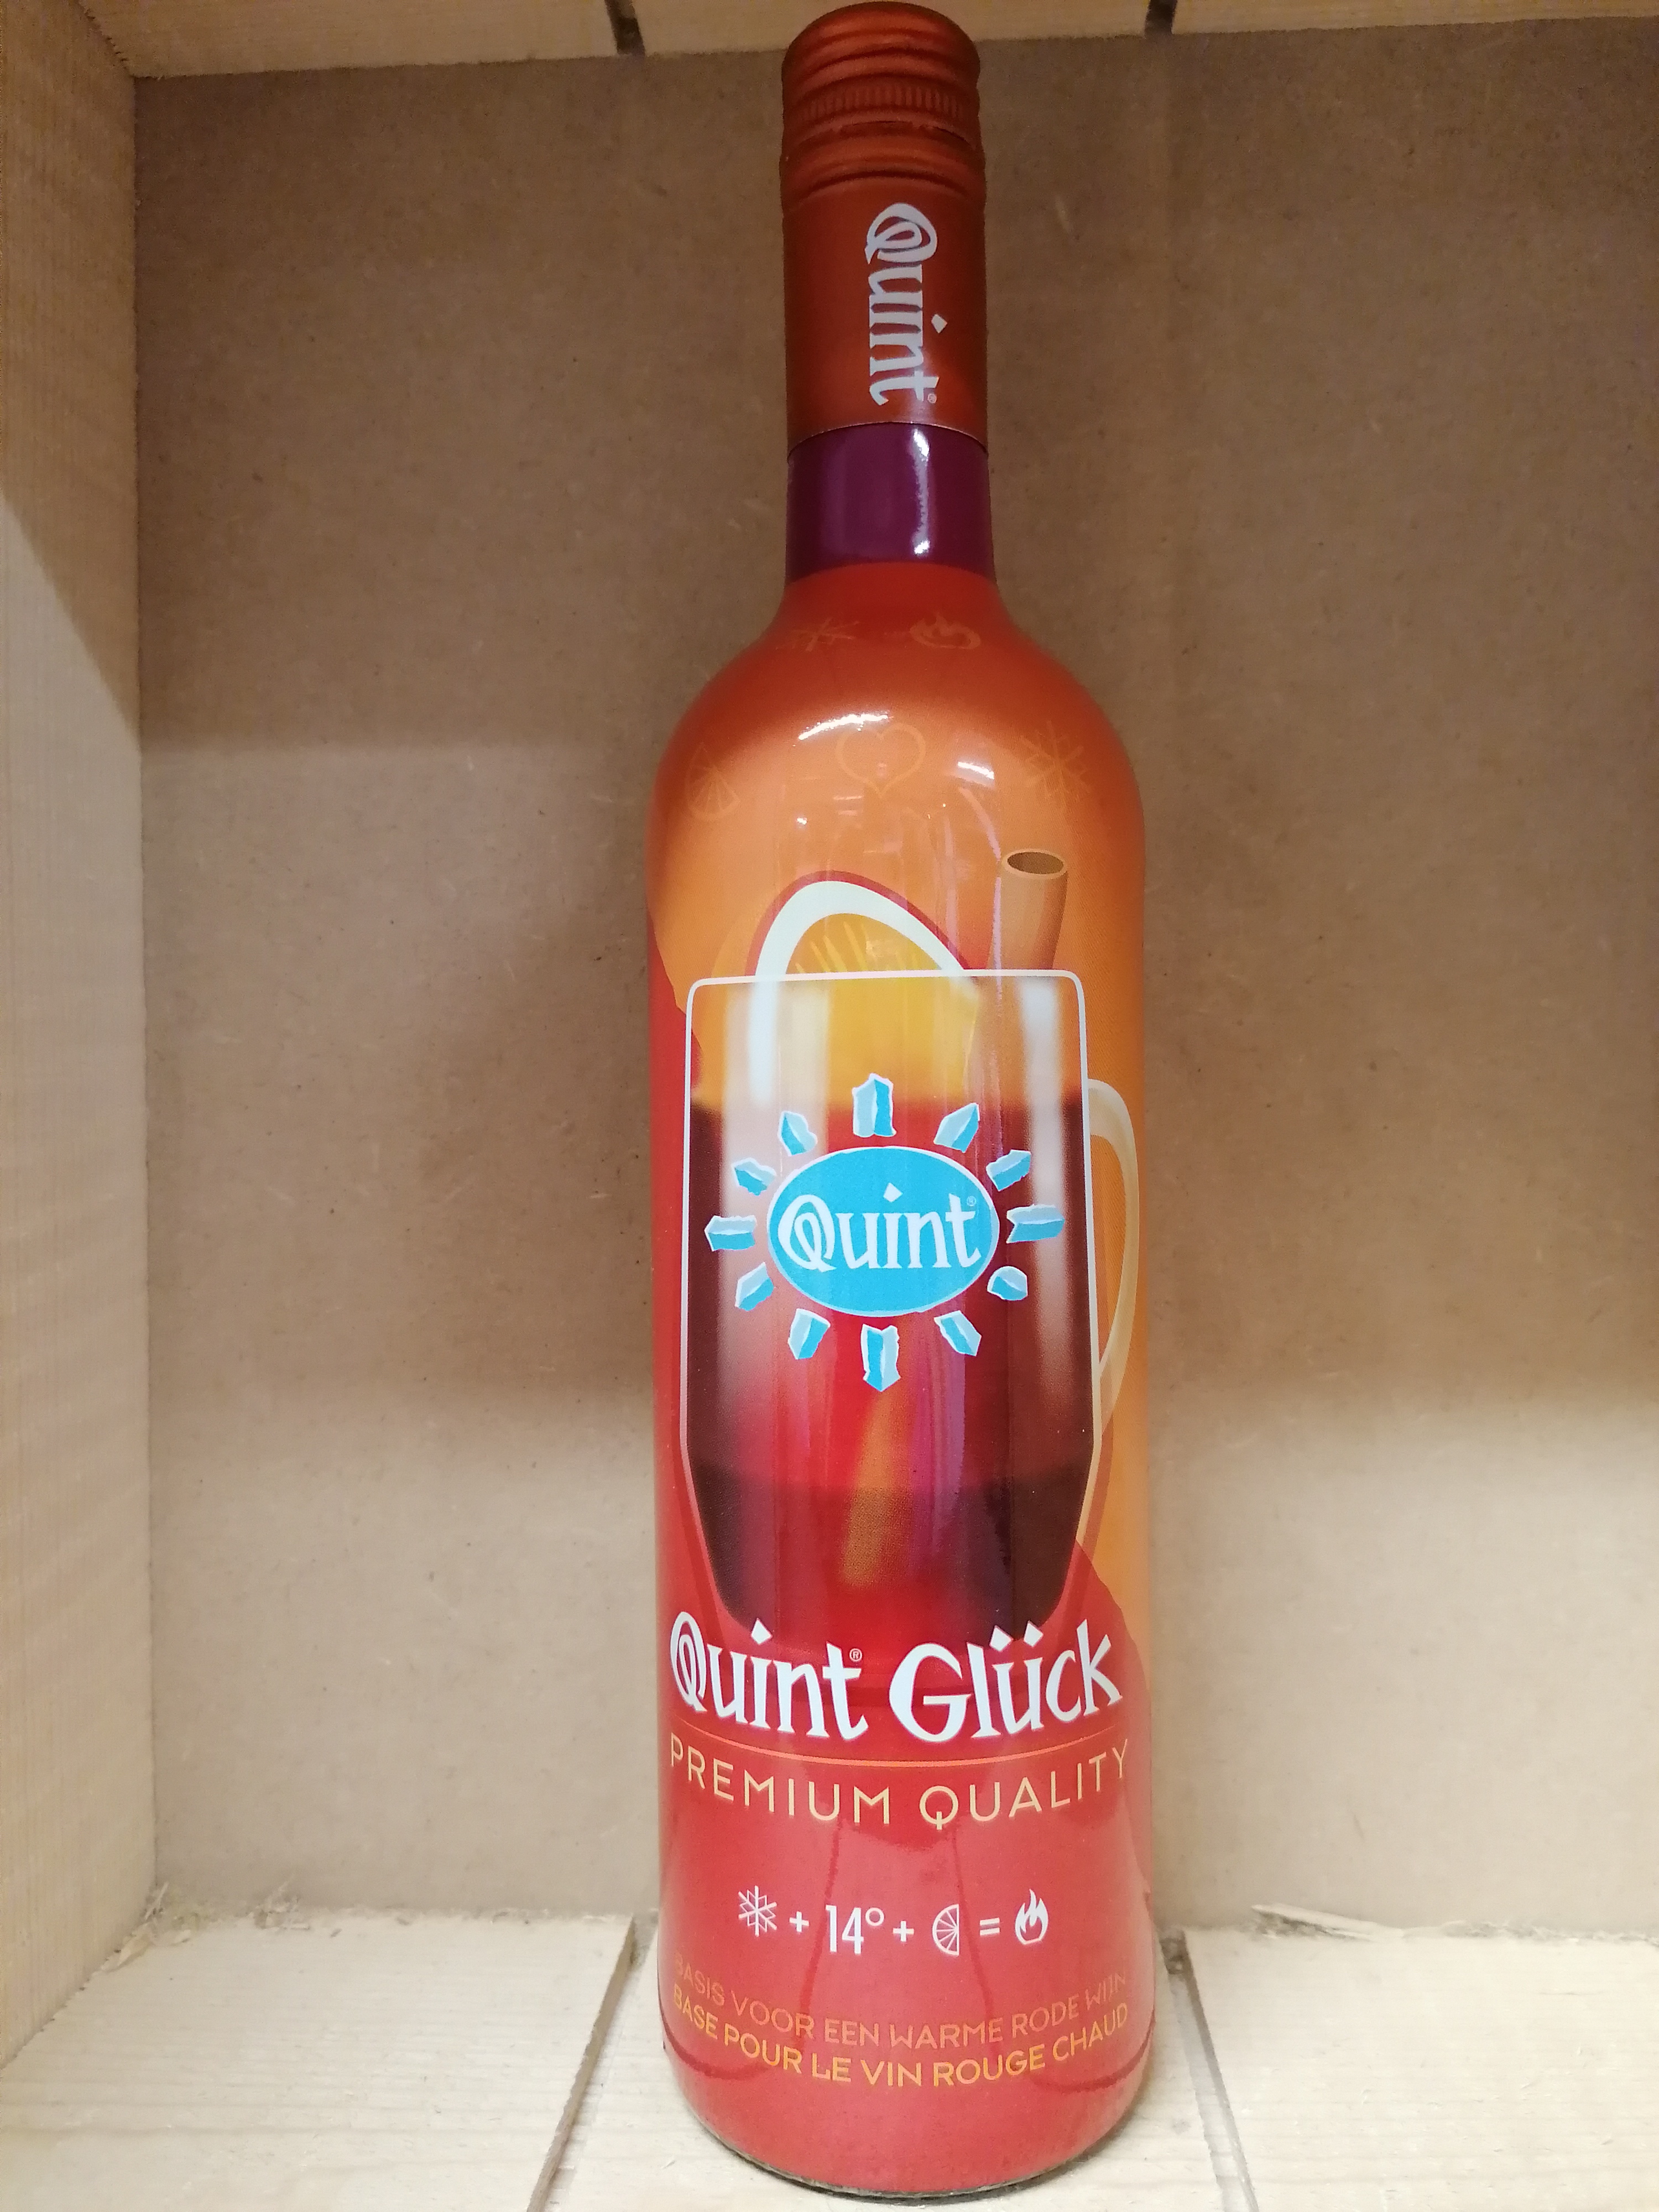 Quint®
Quint®
Quint® Glück
PREMIUM QUALITY
+ 14° + =
BASIS VOOR EEN WARME RODE WIJN
BASE POUR LE VIN ROUGE CHAUD